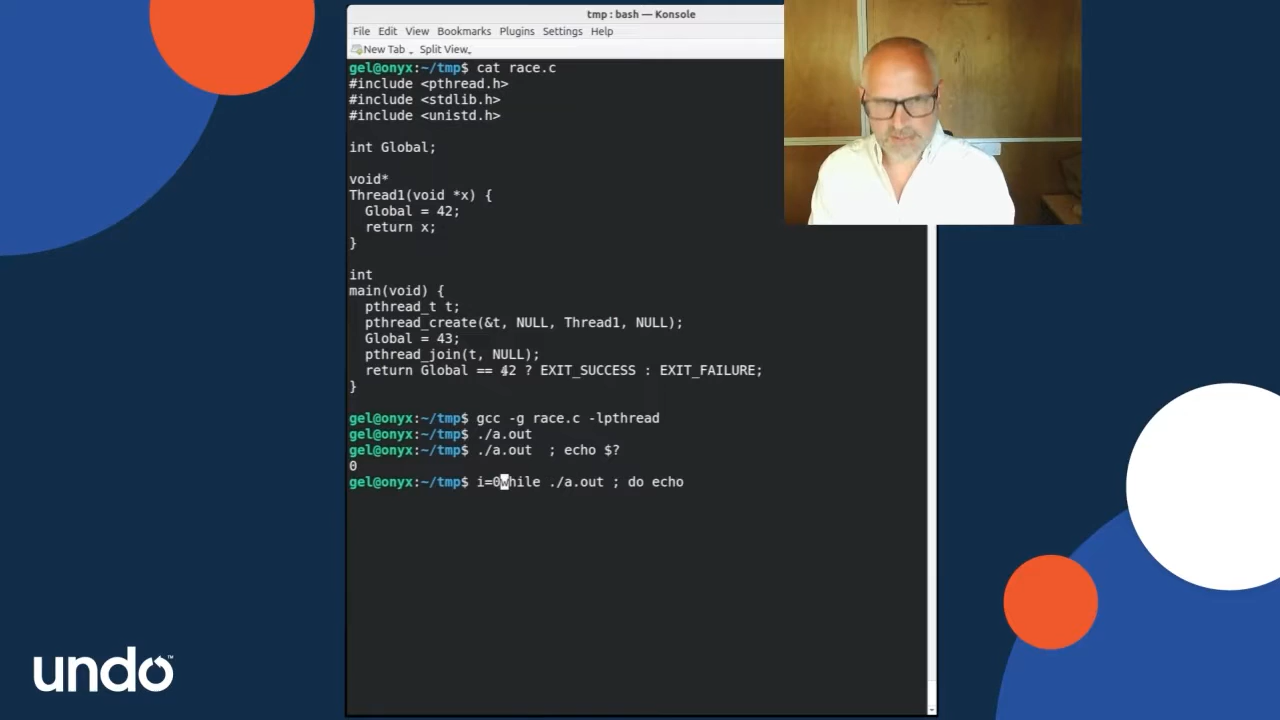 tmp : bash — Konsole
File Edit View Bookmarks Plugins Settings Help
New Tab Split View
gel@onyx:~/tmp$ cat race.c
#include <pthread.h>
#include <stdlib.h>
#include <unistd.h>
int Global;
void*
Thread1(void *x) {
  Global = 42;
  return x;
}
int
main(void) {
  pthread_t t;
  pthread_create(&t, NULL, Thread1, NULL);
  Global = 43;
  pthread_join(t, NULL);
  return Global == 42 ? EXIT_SUCCESS : EXIT_FAILURE;
}
gel@onyx:~/tmp$ gcc -g race.c -lpthread
gel@onyx:~/tmp$ ./a.out
gel@onyx:~/tmp$ ./a.out  ; echo $?
0
gel@onyx:~/tmp$ i=0while ./a.out ; do echo
undo™